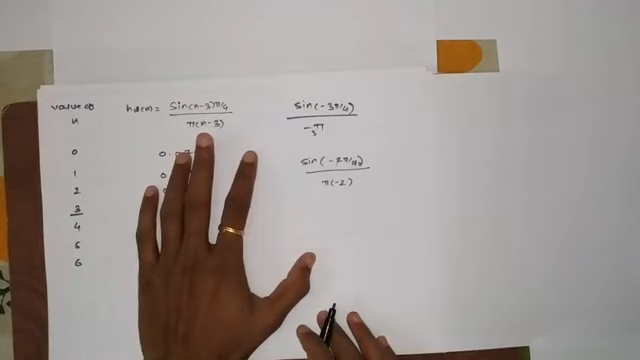 value of
n
hd(n) = sin(n-3)π/4
π(n-3)
sin(-3π/4)
-3π
sin(-2π/4)
π(-2)
0
1
2
3
4
5
6